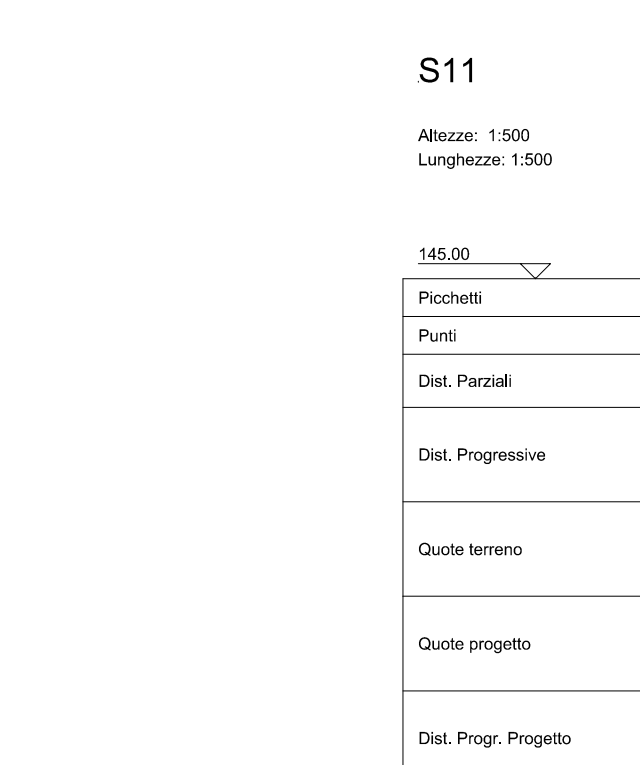 S11
Altezze: 1:500
Lunghezze: 1:500
145.00
Picchetti
Punti
Dist. Parziali
Dist. Progressive
Quote terreno
Quote progetto
Dist. Progr. Progetto